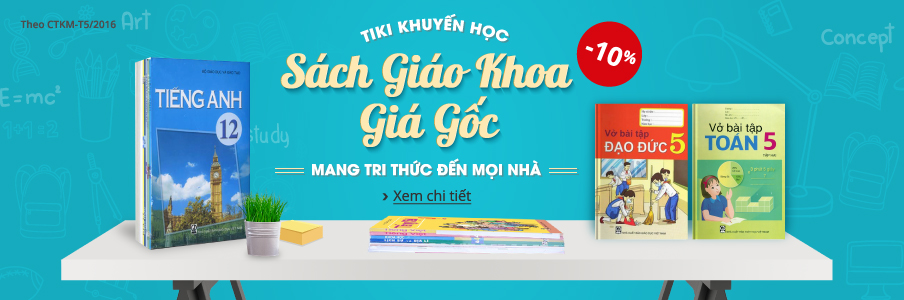 Theo CTKM-T5/2016
Art
TIKI KHUYẾN HỌC
-10%
Concept
Sách Giáo Khoa
Giá Gốc
E=mc²
study
TIẾNG ANH
12
Vở bài tập
ĐẠO ĐỨC 5
Vở bài tập
TOÁN 5
MANG TRI THỨC ĐẾN MỌI NHÀ
› Xem chi tiết